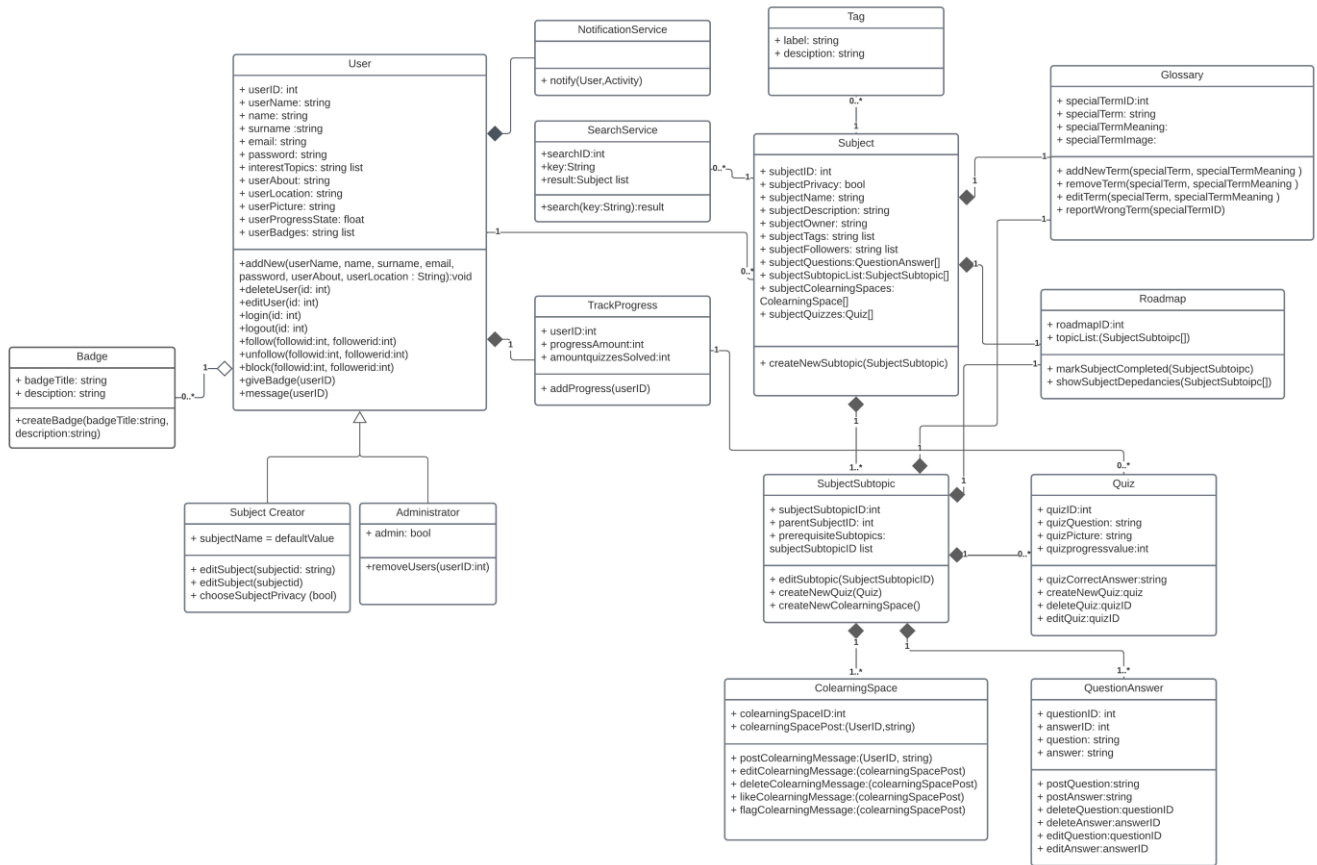 NotificationService
+ notify(User,Activity)
Tag
+ label: string
+ desciption: string
0..*
1
User
+ userID: int
+ userName: string
+ name: string
+ surname :string
+ email: string
+ password: string
+ interestTopics: string list
+ userAbout: string
+ userLocation: string
+ userPicture: string
+ userProgressState: float
+ userBadges: string list
+addNew(userName, name, surname, email,
password, userAbout, userLocation : String):void
+deleteUser(id: int)
+editUser(id: int)
+login(id: int)
+logout(id: int)
+follow(followid:int, followerid:int)
+unfollow(followid:int, followerid:int)
+block(followid:int, followerid:int)
+giveBadge(userID)
+message(userID)
SearchService
+searchID:int
+key:String
+result:Subject list
+search(key:String):result
0..*
1
1
0..*
Subject
+ subjectID: int
+ subjectPrivacy: bool
+ subjectName: string
+ subjectDescription: string
+ subjectOwner: string
+ subjectTags: string list
+ subjectFollowers: string list
+ subjectQuestions:QuestionAnswer[]
+ subjectSubtopicList:SubjectSubtopic[]
+ subjectColearningSpaces:
ColearningSpace[]
+ subjectQuizzes:Quiz[]
+ createNewSubtopic(SubjectSubtopic)
Glossary
+ specialTermID:int
+ specialTerm: string
+ specialTermMeaning:
+ specialTermImage:
+ addNewTerm(specialTerm, specialTermMeaning )
+ removeTerm(specialTerm, specialTermMeaning )
+ editTerm(specialTerm, specialTermMeaning )
+ reportWrongTerm(specialTermID)
1
1
1
1
Roadmap
+ roadmapID:int
+ topicList:(SubjectSubtoipc[])
+ markSubjectCompleted(SubjectSubtoipc)
+ showSubjectDepedancies(SubjectSubtoipc[])
1
1
TrackProgress
+ userID:int
+ progressAmount:int
+ amountquizzesSolved:int
+ addProgress(userID)
1
1
Badge
+ badgeTitle: string
+ desciption: string
+createBadge(badgeTitle:string,
description:string)
1
0..*
Subject Creator
+ subjectName = defaultValue
+ editSubject(subjectid: string)
+ editSubject(subjectid)
+ chooseSubjectPrivacy (bool)
Administrator
+ admin: bool
+removeUsers(userID:int)
1
1..*
1
1
0..*
SubjectSubtopic
+ subjectSubtopicID:int
+ parentSubjectID: int
+ prerequisiteSubtopics:
subjectSubtopicID list
+ editSubtopic(SubjectSubtopicID)
+ createNewQuiz(Quiz)
+ createNewColearningSpace()
1
0..*
Quiz
+ quizID:int
+ quizQuestion: string
+ quizPicture: string
+ quizprogressvalue:int
+ quizCorrectAnswer:string
+ createNewQuiz:quiz
+ deleteQuiz:quizID
+ editQuiz:quizID
1
1
1..*
1..*
ColearningSpace
+ colearningSpaceID:int
+ colearningSpacePost:(UserID,string)
+ postColearningMessage:(UserID, string)
+ editColearningMessage:(colearningSpacePost)
+ deleteColearningMessage:(colearningSpacePost)
+ likeColearningMessage:(colearningSpacePost)
+ flagColearningMessage:(colearningSpacePost)
QuestionAnswer
+ questionID: int
+ answerID: int
+ question: string
+ answer: string
+ postQuestion:string
+ postAnswer:string
+ deleteQuestion:questionID
+ deleteAnswer:answerID
+ editQuestion:questionID
+ editAnswer:answerID